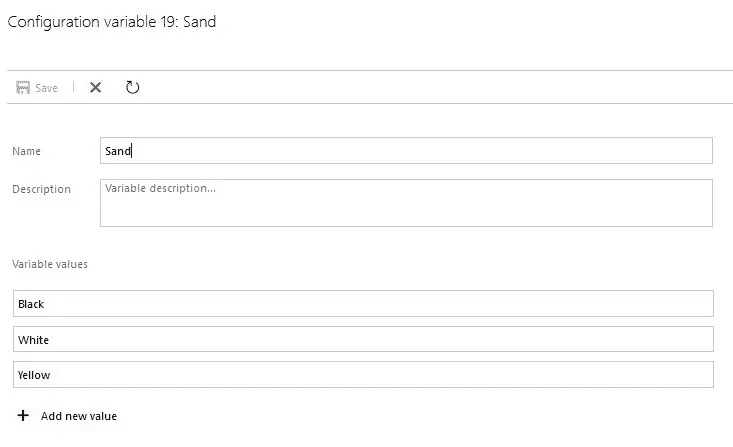 Configuration variable 19: Sand
Save
Name
Sand
Description
Variable description...
Variable values
Black
White
Yellow
Add new value